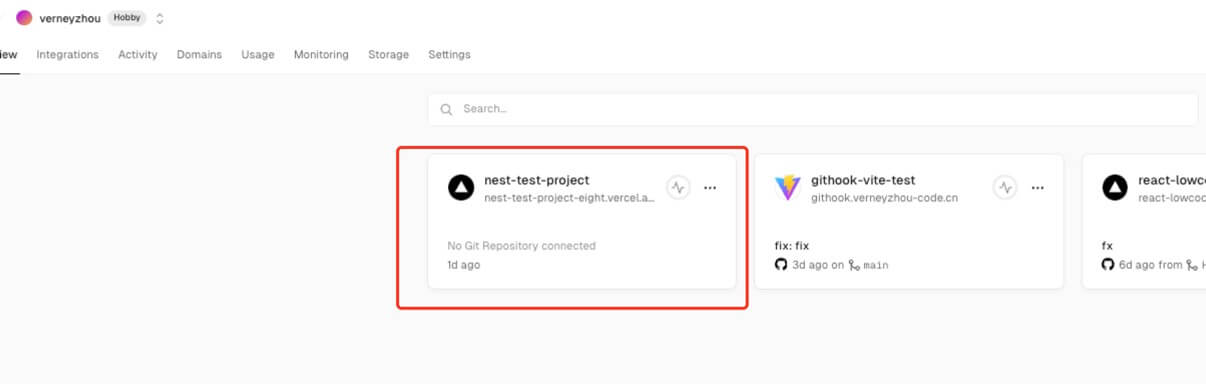 verneyzhou Hobby
Integrations Activity Domains Usage Monitoring Storage Settings
Search...
nest-test-project
nest-test-project-eight.vercel.a...
No Git Repository connected
1d ago
githook-vite-test
githook.verneyzhou-code.cn
fix: fix
3d ago on main
react-lowco
react-lowcoc
fx
6d ago from